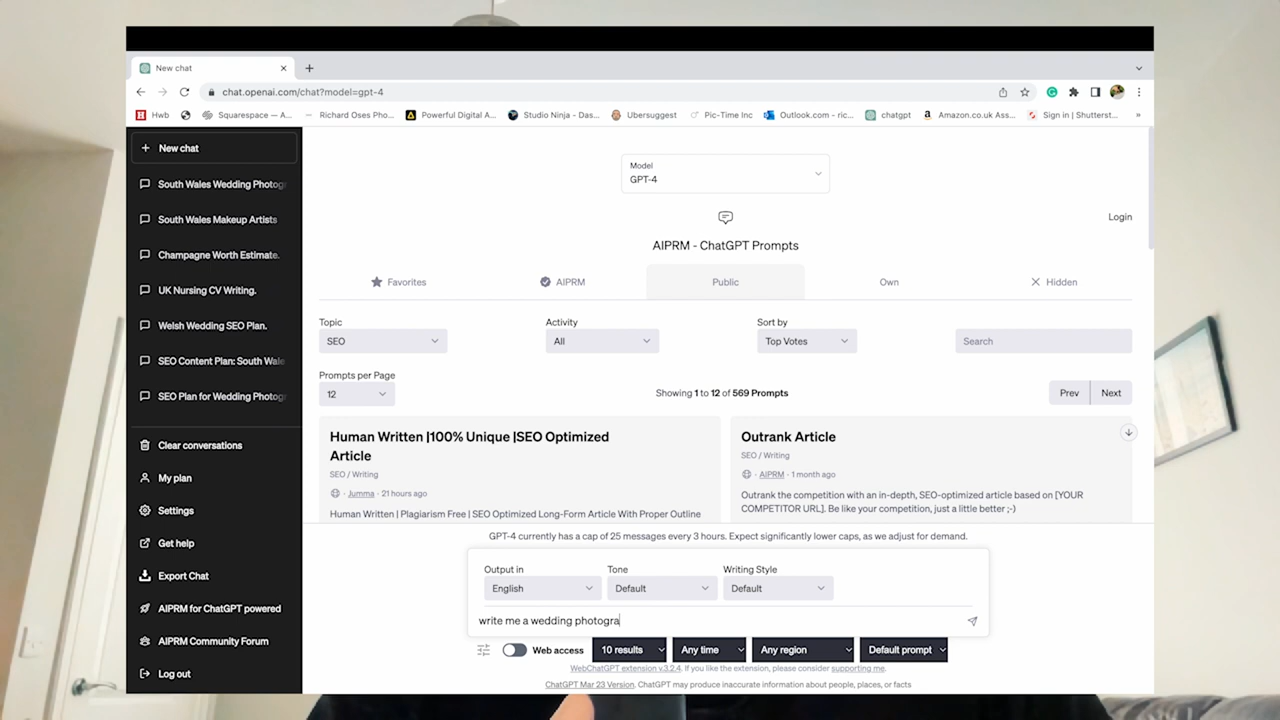 New chat
chat.openai.com/chat?model=gpt-4
Hwb
Squarespace — A...
Richard Oses Pho...
Powerful Digital A...
Studio Ninja - Das...
Ubersuggest
Pic-Time Inc
Outlook.com - ric...
chatgpt
Amazon.co.uk Ass...
Sign in | Shutterst...
»
New chat
South Wales Wedding Photogr
South Wales Makeup Artists
Champagne Worth Estimate.
UK Nursing CV Writing.
Welsh Wedding SEO Plan.
SEO Content Plan: South Wale
SEO Plan for Wedding Photogr
Clear conversations
My plan
Settings
Get help
Export Chat
AIPRM for ChatGPT powered
AIPRM Community Forum
Log out
Model
GPT-4
Login
AIPRM - ChatGPT Prompts
Favorites
AIPRM
Public
Own
Hidden
Topic
SEO
Activity
All
Sort by
Top Votes
Search
Prompts per Page
12
Showing 1 to 12 of 569 Prompts
Prev
Next
Human Written |100% Unique |SEO Optimized
Article
SEO / Writing
· Jumma · 21 hours ago
Human Written | Plagiarism Free | SEO Optimized Long-Form Article With Proper Outline
Outrank Article
SEO / Writing
· AIPRM · 1 month ago
Outrank the competition with an in-depth, SEO-optimized article based on [YOUR
COMPETITOR URL]. Be like your competition, just a little better ;-)
GPT-4 currently has a cap of 25 messages every 3 hours. Expect significantly lower caps, as we adjust for demand.
Output in
English
Tone
Default
Writing Style
Default
write me a wedding photogra
Web access
10 results
Any time
Any region
Default prompt
WebChatGPT extension v.3.2.4. If you like the extension, please consider supporting me.
ChatGPT Mar 23 Version. ChatGPT may produce inaccurate information about people, places, or facts